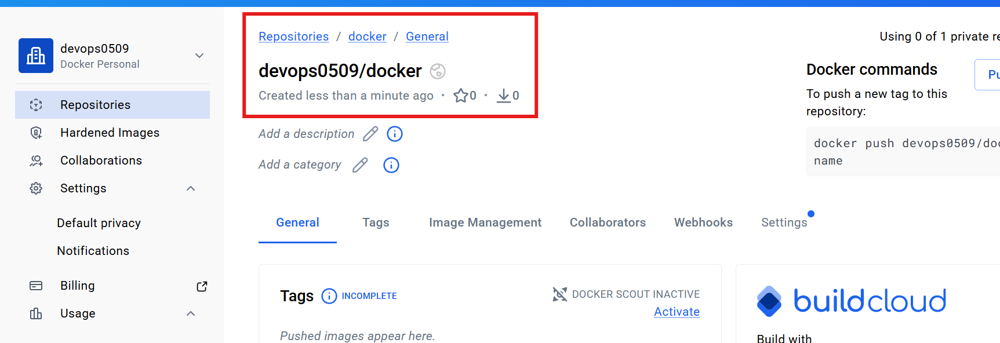 devops0509
Docker Personal
Repositories
Hardened Images
Collaborations
Settings
Default privacy
Notifications
Billing
Usage
Repositories / docker / General
devops0509/docker
Created less than a minute ago · 0 · 0
Add a description
Add a category
Using 0 of 1 private re
Docker commands
Pu
To push a new tag to this
repository:
docker push devops0509/doc
name
General Tags Image Management Collaborators Webhooks Settings
Tags INCOMPLETE
DOCKER SCOUT INACTIVE
Activate
Pushed images appear here.
buildcloud
Build with